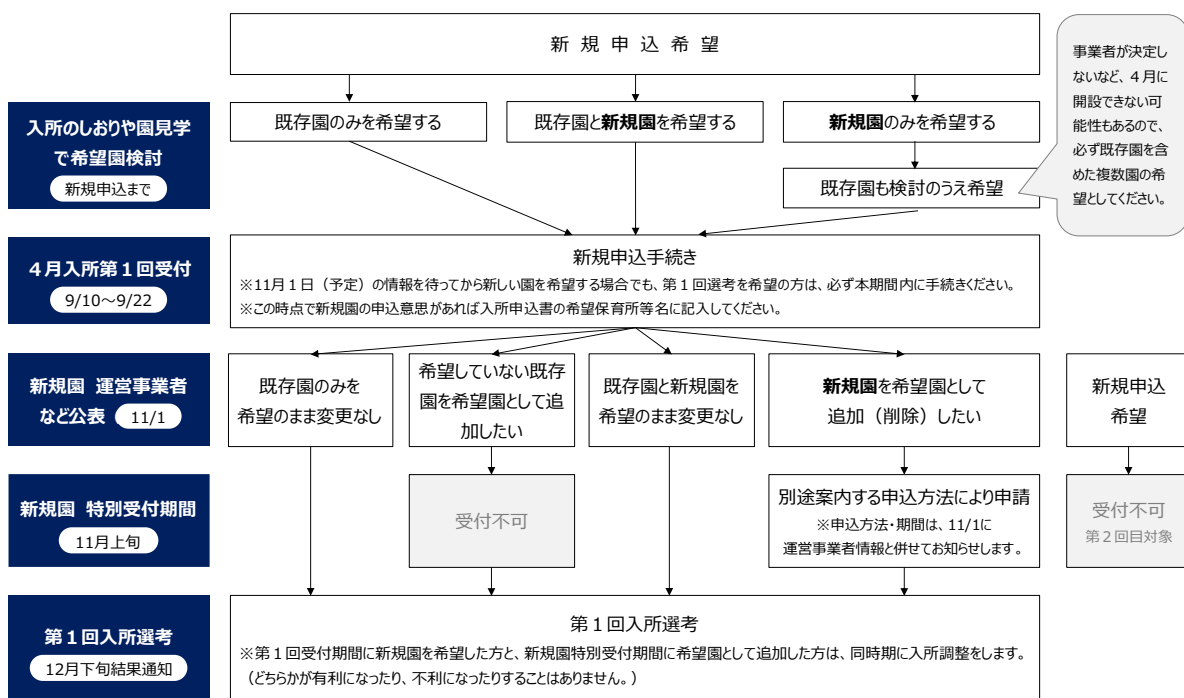 新 規 申 込 希 望
事業者が決定し
ないなど、４月に
開設できない可
能性もあるので、
必ず既存園を含
めた複数園の希
望としてください。
入所のしおりや園見学
で希望園検討
新規申込まで
既存園のみを希望する
既存園と新規園を希望する
新規園のみを希望する
既存園も検討のうえ希望
４月入所第１回受付
9/10～9/22
新規申込手続き
※11月１日（予定）の情報を待ってから新しい園を希望する場合でも、第１回選考を希望の方は、必ず本期間内に手続きください。
※この時点で新規園の申込意思があれば入所申込書の希望保育所等名に記入してください。
新規園 運営事業者
など公表 11/1
既存園のみを
希望のまま変更なし
希望していない既存
園を希望園として追
加したい
既存園と新規園を
希望のまま変更なし
新規園を希望園として
追加（削除）したい
新規申込
希望
新規園 特別受付期間
11月上旬
受付不可
別途案内する申込方法により申請
※申込方法・期間は、11/1に
運営事業者情報と併せてお知らせします。
受付不可
第２回目対象
第１回入所選考
12月下旬結果通知
第１回入所選考
※第１回受付期間に新規園を希望した方と、新規園特別受付期間に希望園として追加した方は、同時期に入所調整をします。
（どちらかが有利になったり、不利になったりすることはありません。）